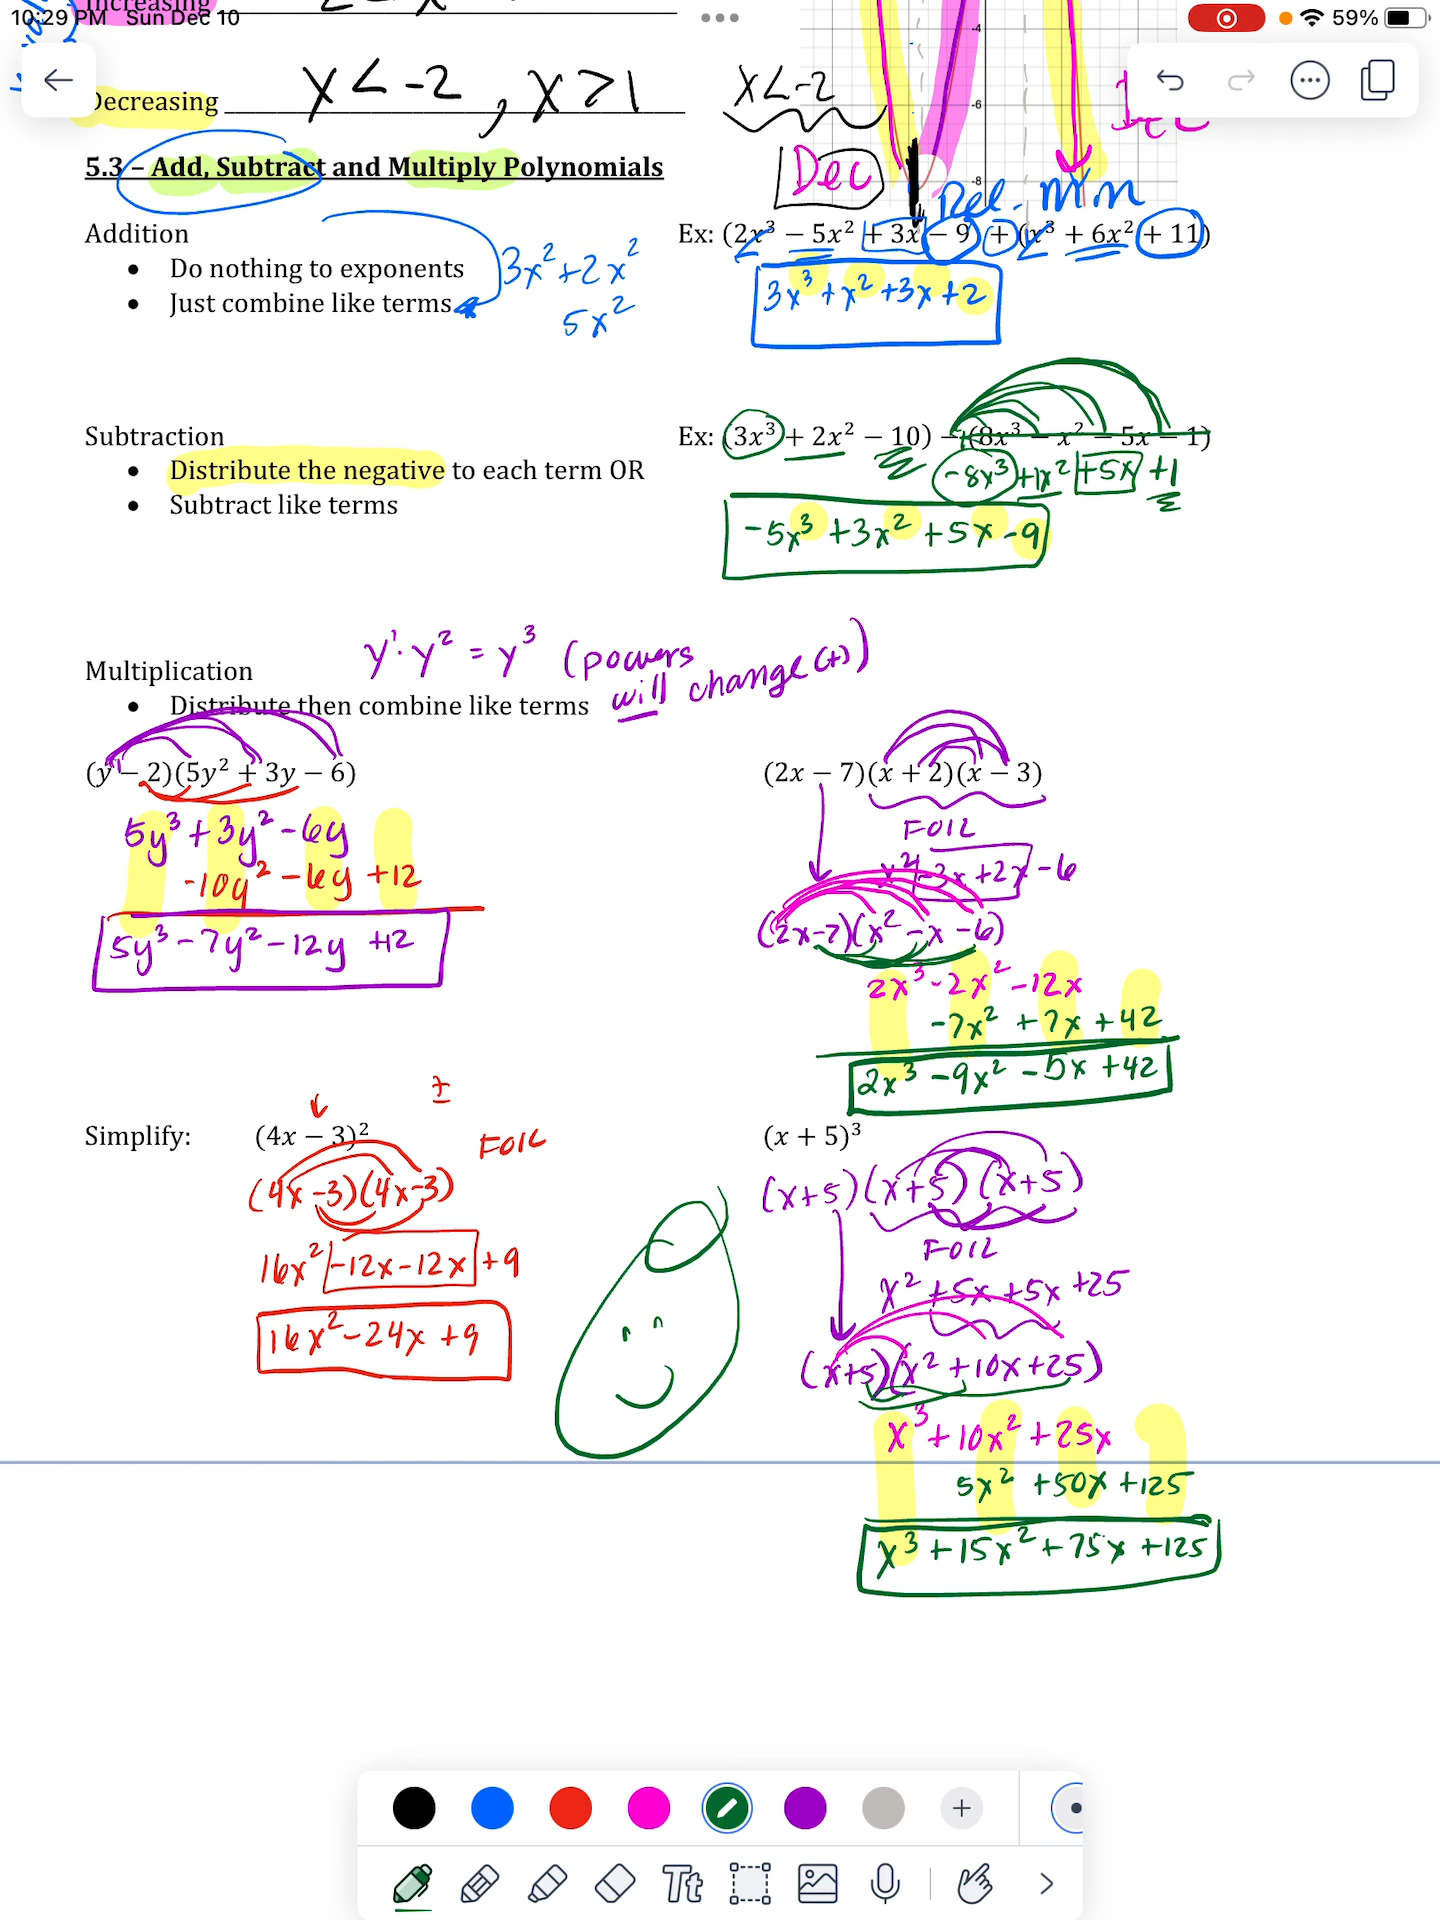 10:29 PM Sun Dec 10
59%
Increasing
Decreasing x < -2 , x > 1
x < -2
Dec
Rel. min
-4
-6
-8
5.3 – Add, Subtract and Multiply Polynomials
Addition
• Do nothing to exponents
• Just combine like terms
3x² + 2x²
5x²
Ex: (2x³ − 5x² + 3x − 9) + (x³ + 6x² + 11)
3x³ + x² + 3x + 2
Subtraction
• Distribute the negative to each term OR
• Subtract like terms
Ex: (3x³ + 2x² − 10) − (8x³ − x² − 5x − 1)
-8x³ + 1x² + 5x + 1
-5x³ + 3x² + 5x - 9
Multiplication
y¹ · y² = y³ (powers will change (+))
• Distribute then combine like terms
(y − 2)(5y² + 3y − 6)
5y³ + 3y² - 6y
-10y² - 6y + 12
5y³ - 7y² - 12y + 12
(2x − 7)(x + 2)(x − 3)
FOIL
x² - 3x + 2x - 6
(2x-7)(x² - x - 6)
2x³ - 2x² - 12x
-7x² + 7x + 42
2x³ - 9x² - 5x + 42
±
Simplify: (4x − 3)²
FOIL
(4x-3)(4x-3)
16x² -12x-12x +9
16x² - 24x + 9
(x + 5)³
(x+5)(x+5)(x+5)
FOIL
x² + 5x + 5x + 25
(x+5)(x² + 10x + 25)
x³ + 10x² + 25x
5x² + 50x + 125
x³ + 15x² + 75x + 125
Tt